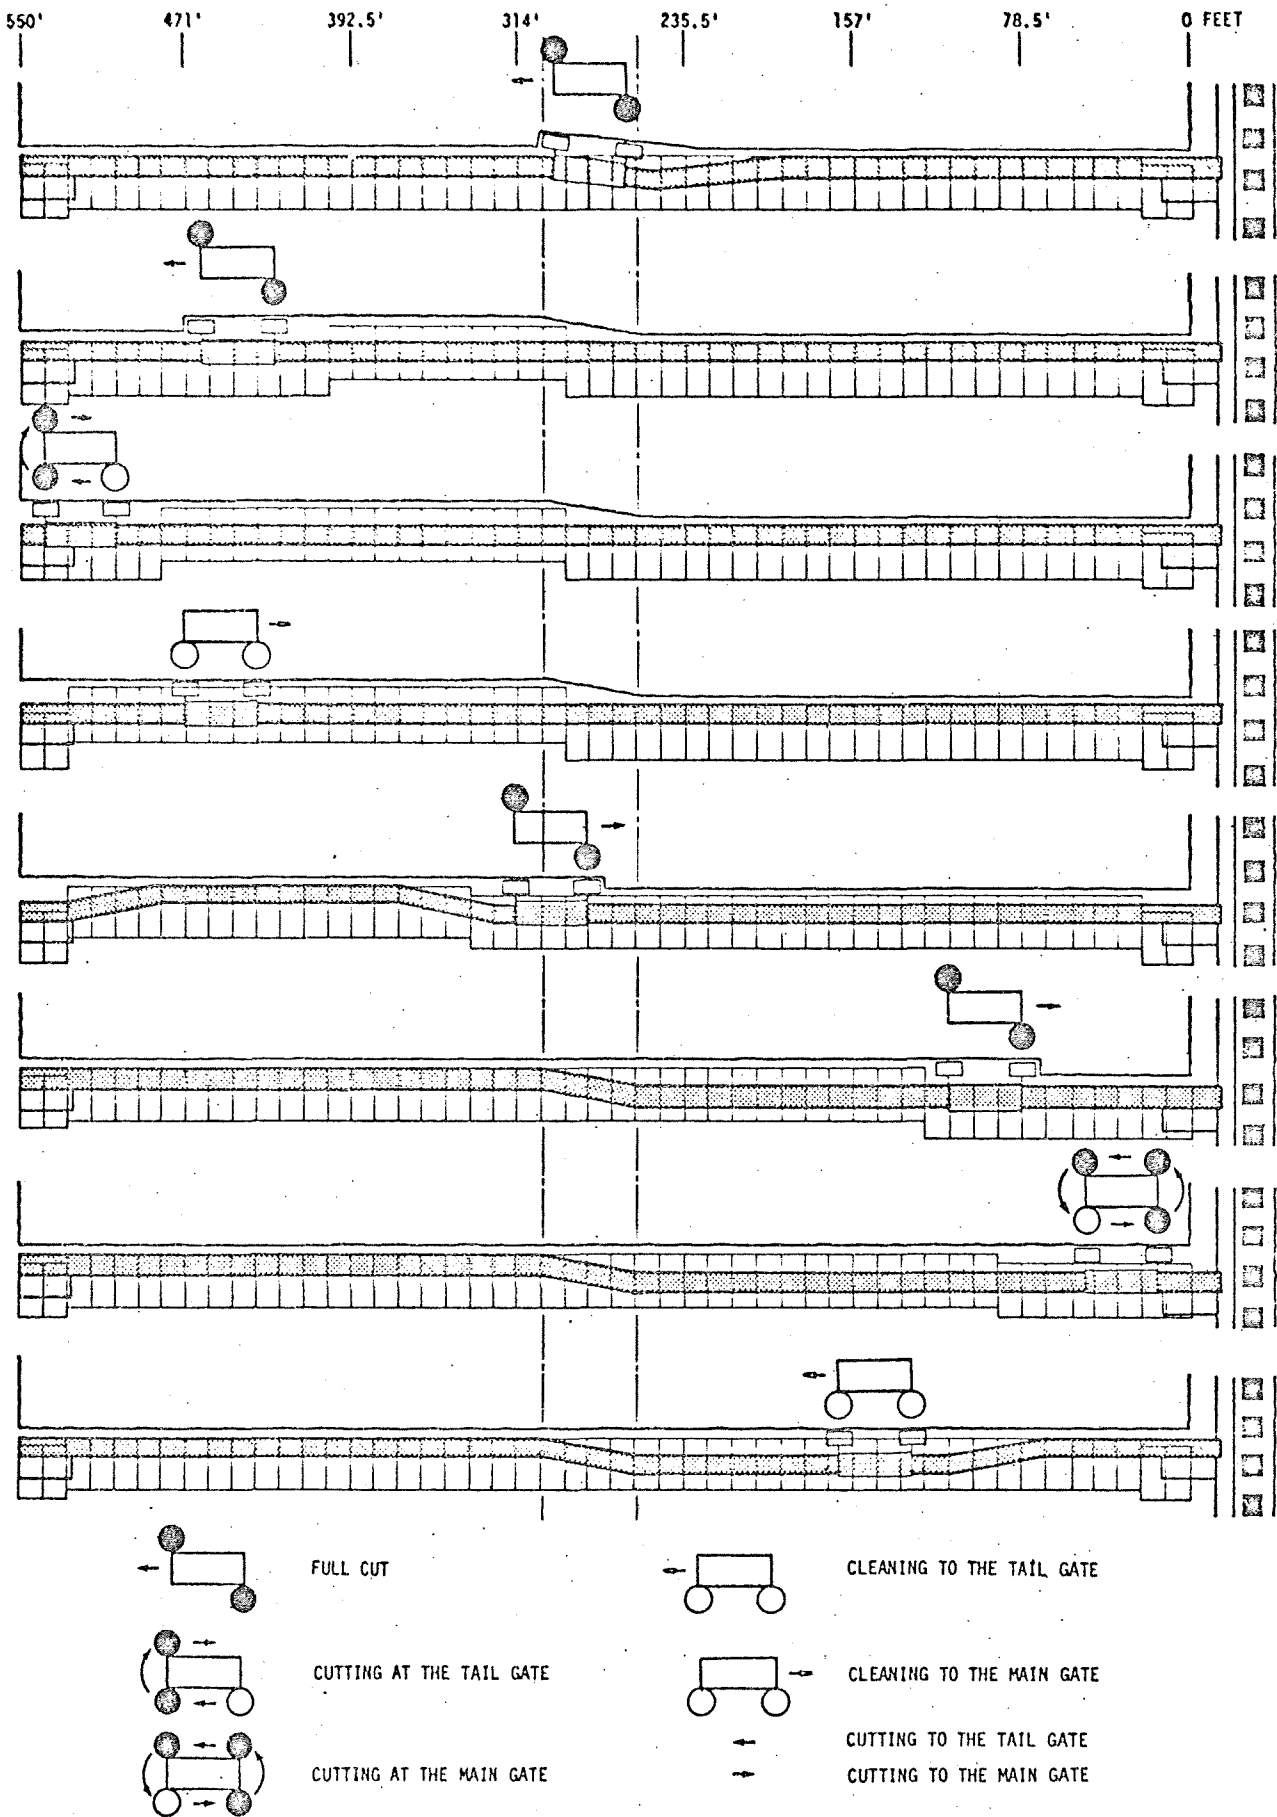 550' 471' 392.5' 314' 235.5' 157' 78.5' 0 FEET
FULL CUT
CLEANING TO THE TAIL GATE
CUTTING AT THE TAIL GATE
CLEANING TO THE MAIN GATE
CUTTING TO THE TAIL GATE
CUTTING AT THE MAIN GATE
CUTTING TO THE MAIN GATE